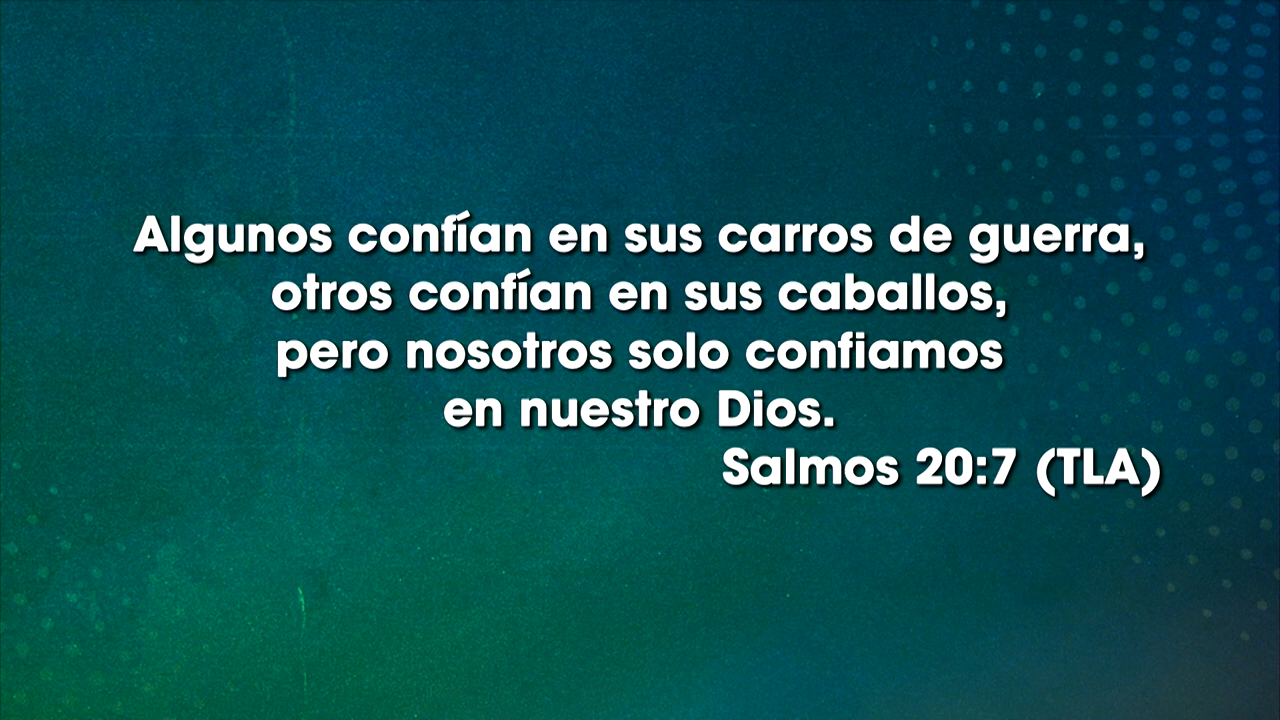 Algunos confían en sus carros de guerra,
otros confían en sus caballos,
pero nosotros solo confiamos
en nuestro Dios.
Salmos 20:7 (TLA)